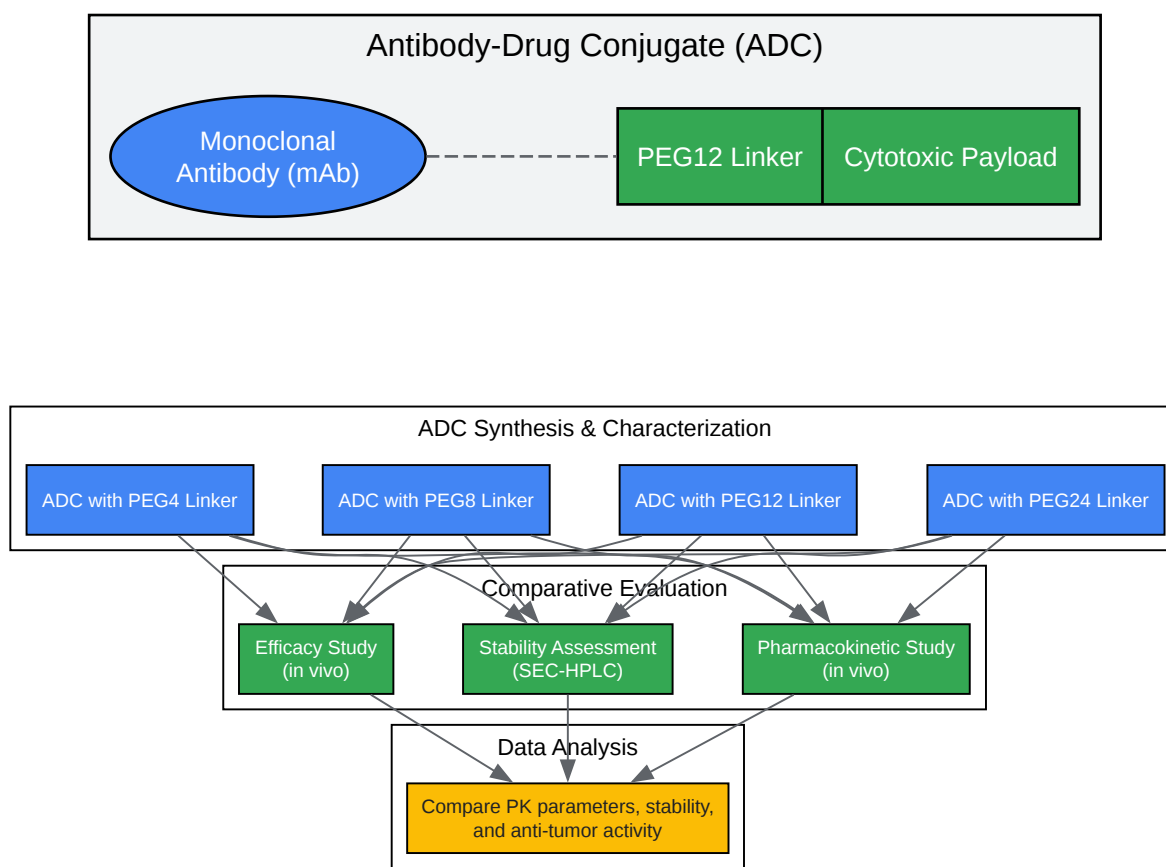 Antibody-Drug Conjugate (ADC)
Monoclonal
Antibody (mAb)
PEG12 Linker
Cytotoxic Payload
ADC Synthesis & Characterization
ADC with PEG4 Linker
ADC with PEG8 Linker
ADC with PEG12 Linker
ADC with PEG24 Linker
Comparative Evaluation
Efficacy Study
(in vivo)
Stability Assessment
(SEC-HPLC)
Pharmacokinetic Study
(in vivo)
Data Analysis
Compare PK parameters, stability,
and anti-tumor activity